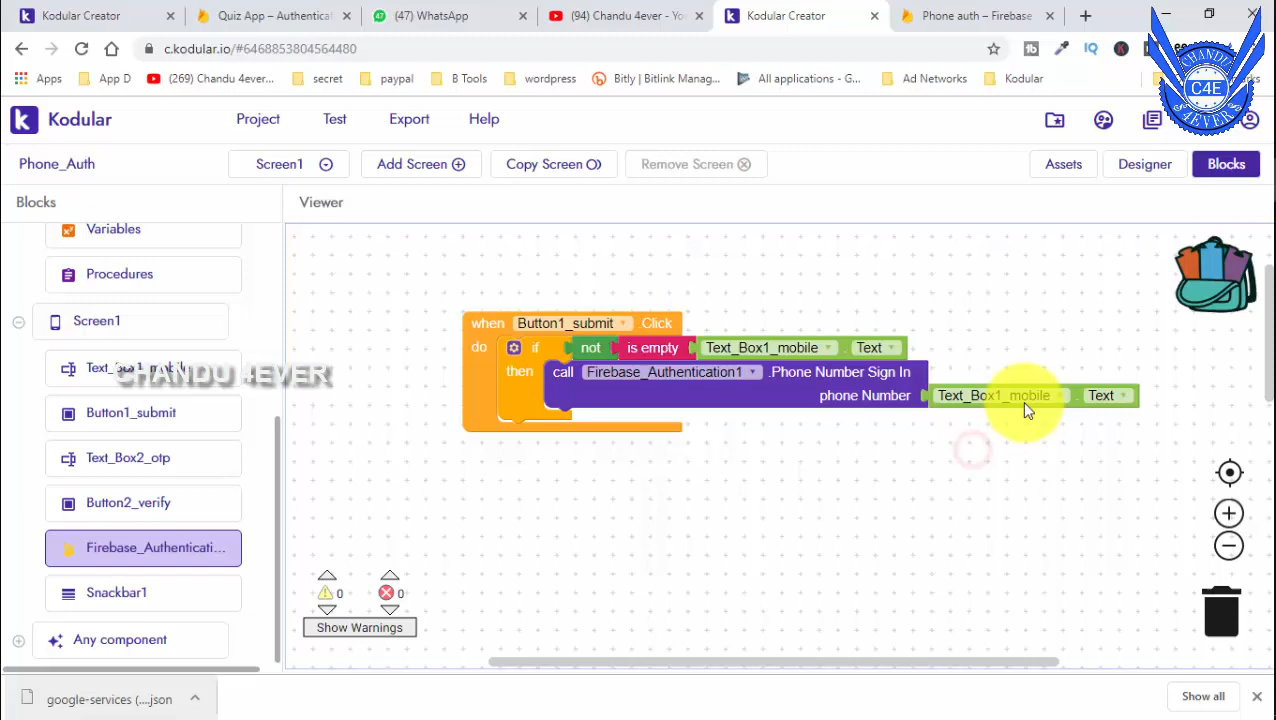 Kodular Creator
Quiz App – Authenticat
(47) WhatsApp
(94) Chandu 4ever - Yo
Kodular Creator
Phone auth – Firebase
c.kodular.io/#6468853804564480
Apps
App D
(269) Chandu 4ever...
secret
paypal
B Tools
wordpress
Bitly | Bitlink Manag...
All applications - G...
Ad Networks
Kodular
CHANDU
C4E
4EVER
Kodular
Project
Test
Export
Help
Phone_Auth
Screen1
Add Screen
Copy Screen
Remove Screen
Assets
Designer
Blocks
Blocks
Viewer
Variables
Procedures
Screen1
CHANDU 4EVER
Button1_submit
Text_Box2_otp
Button2_verify
Firebase_Authenticati...
Snackbar1
Any component
when Button1_submit .Click
do if not is empty Text_Box1_mobile . Text
then call Firebase_Authentication1 .Phone Number Sign In
phone Number Text_Box1_mobile . Text
0 0
Show Warnings
google-services (....json
Show all